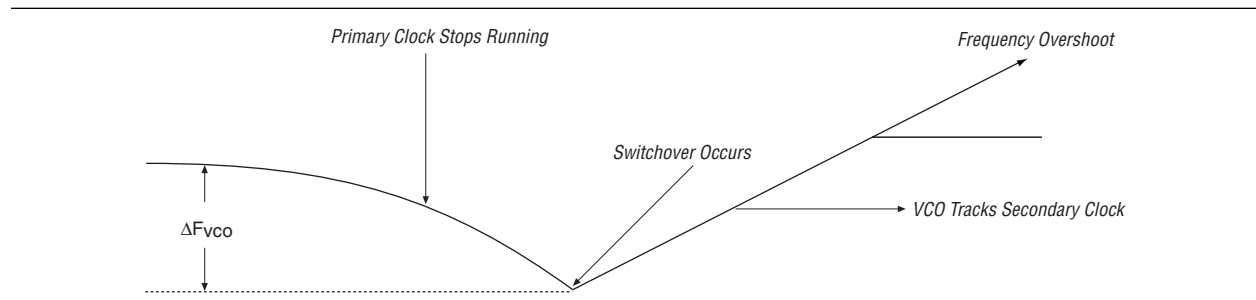 Primary Clock Stops Running
Frequency Overshoot
Switchover Occurs
VCO Tracks Secondary Clock
ΔFvco